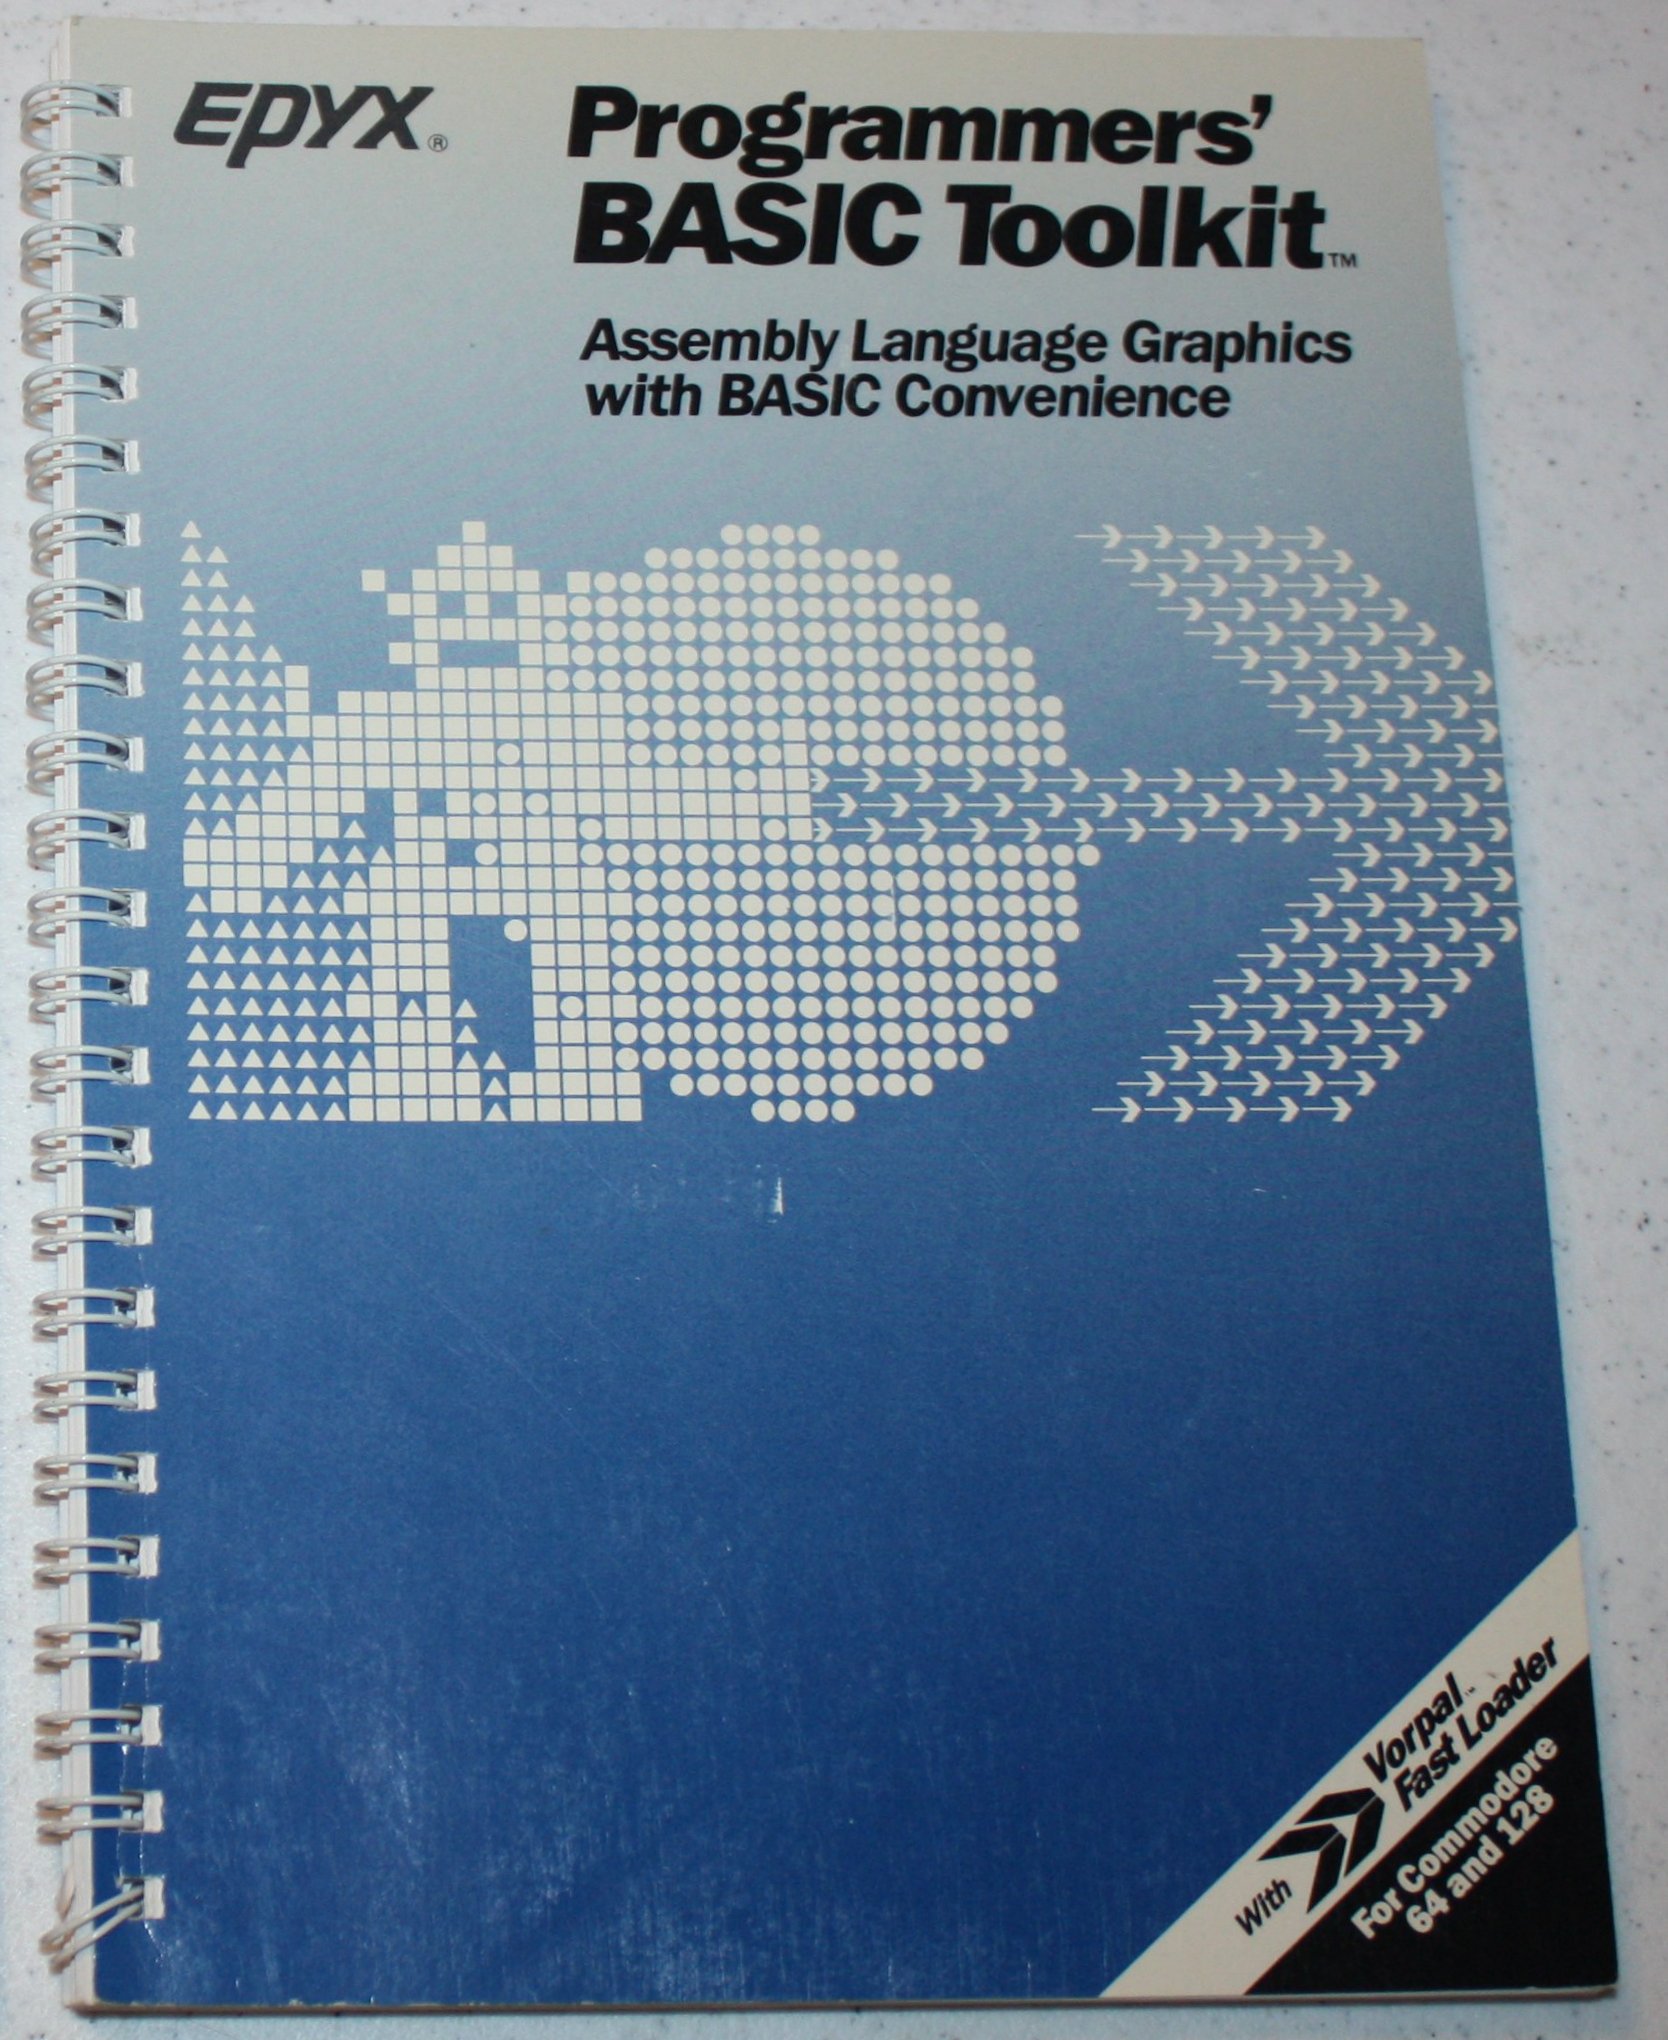 EPYX®
Programmers'
BASIC Toolkit™
Assembly Language Graphics
with BASIC Convenience
With
Vorpal™
Fast Loader
For Commodore
64 and 128